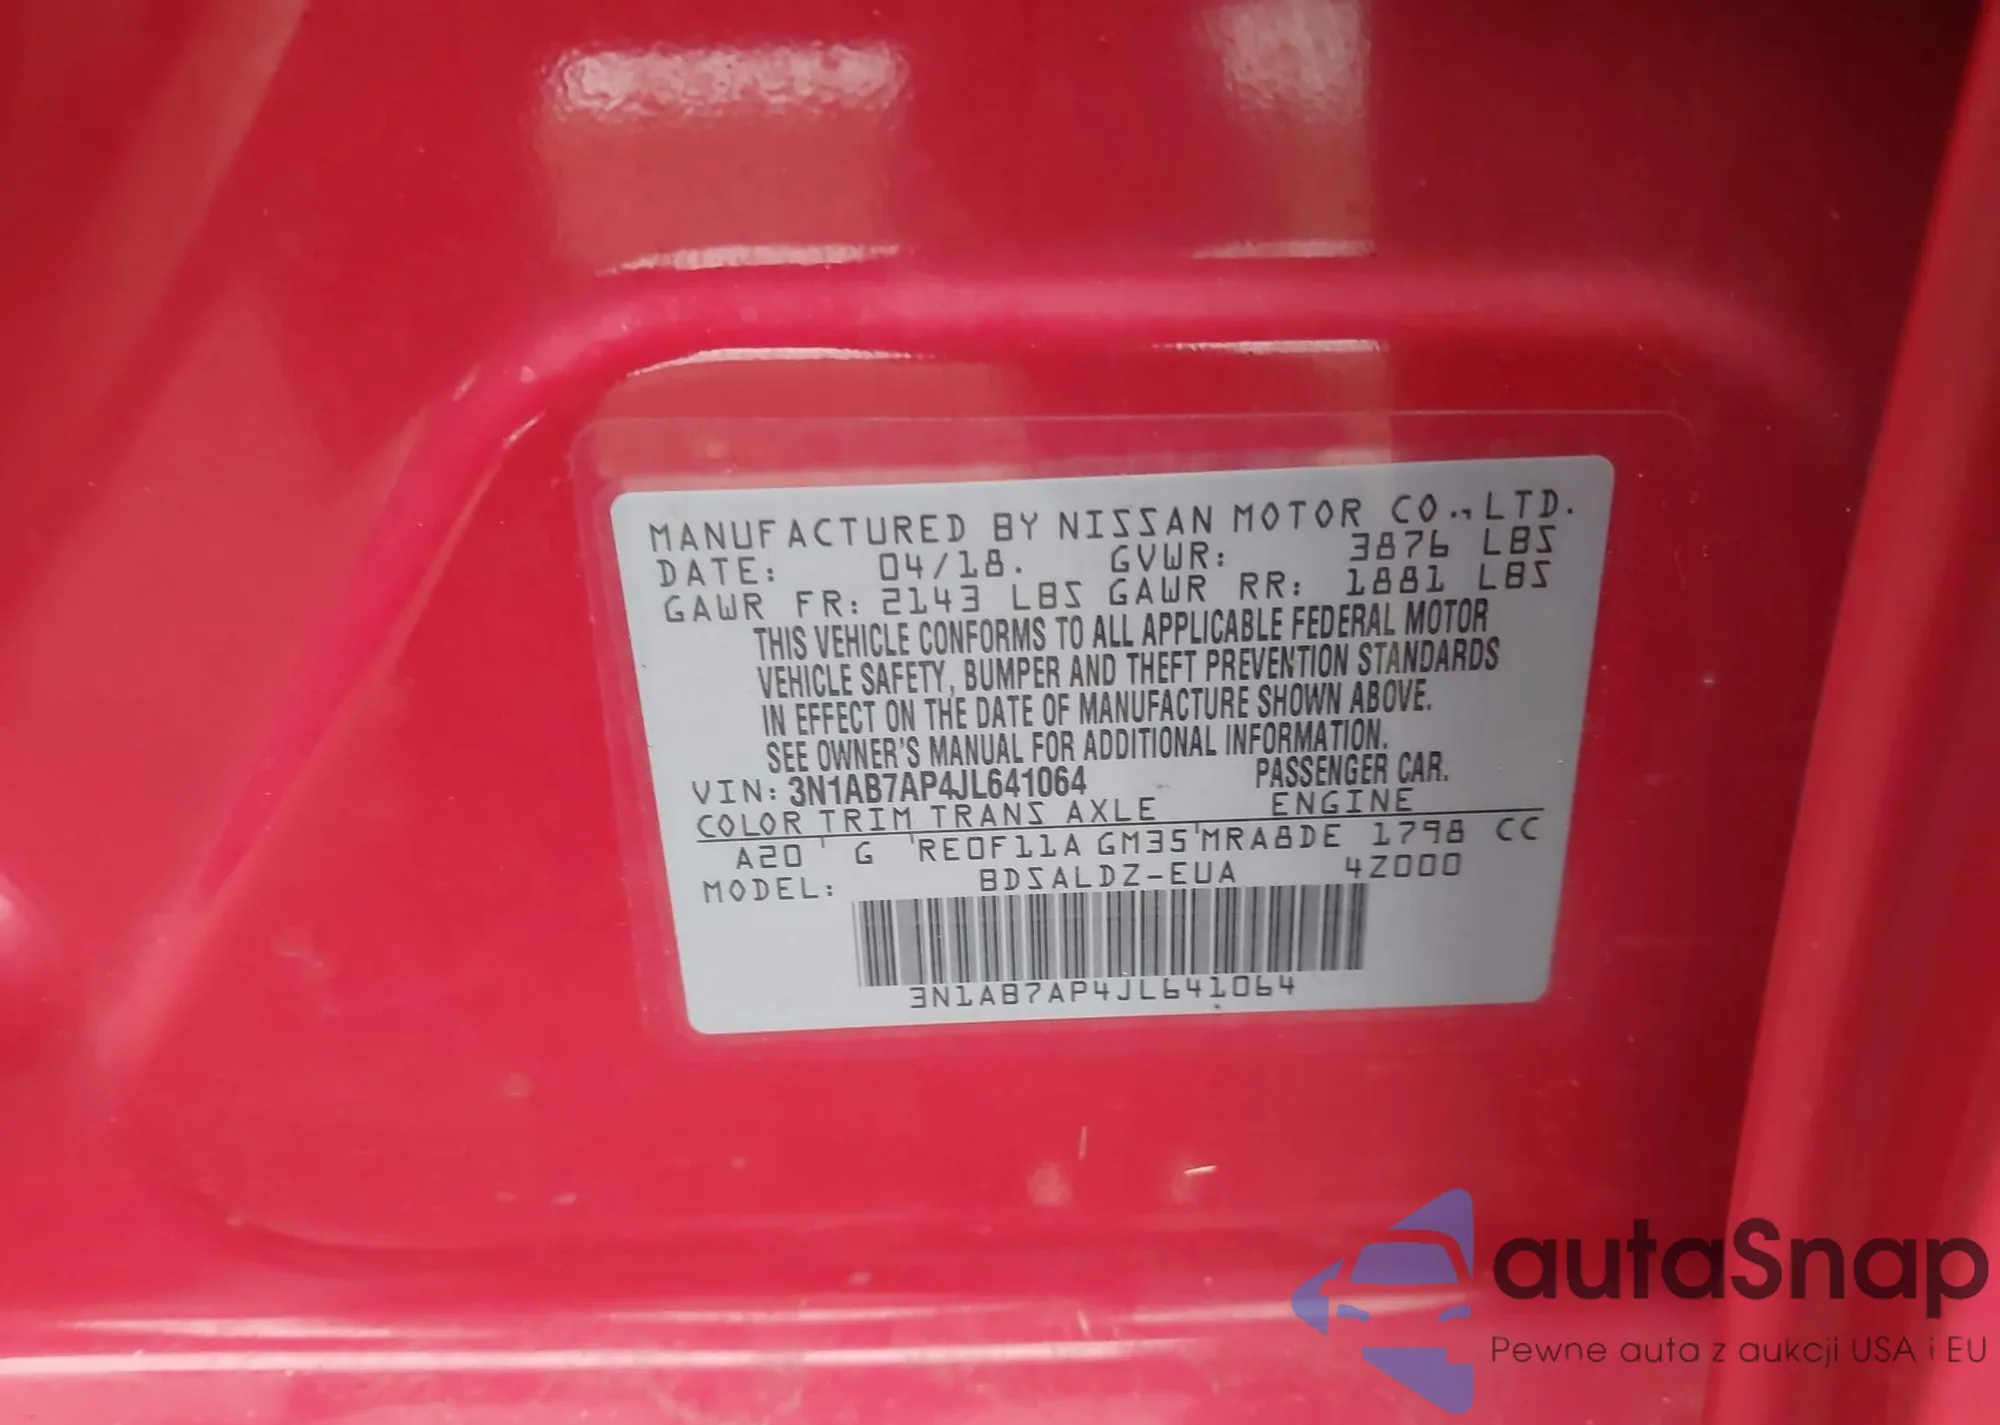 MANUFACTURED BY NISSAN MOTOR CO., LTD.
DATE: 04/18. GVWR: 3876 LBS
GAWR FR: 2143 LBS GAWR RR: 1881 LBS
THIS VEHICLE CONFORMS TO ALL APPLICABLE FEDERAL MOTOR
VEHICLE SAFETY, BUMPER AND THEFT PREVENTION STANDARDS
IN EFFECT ON THE DATE OF MANUFACTURE SHOWN ABOVE.
SEE OWNER'S MANUAL FOR ADDITIONAL INFORMATION.
VIN: 3N1AB7AP4JL641064 PASSENGER CAR.
COLOR TRIM TRANS AXLE ENGINE
A20 G RE0F11A GM35 MRA8DE 1798 CC
MODEL: BDSALDZ-EUA 4Z000
3N1AB7AP4JL641064
autaSnap
Pewne auta z aukcji USA i EU